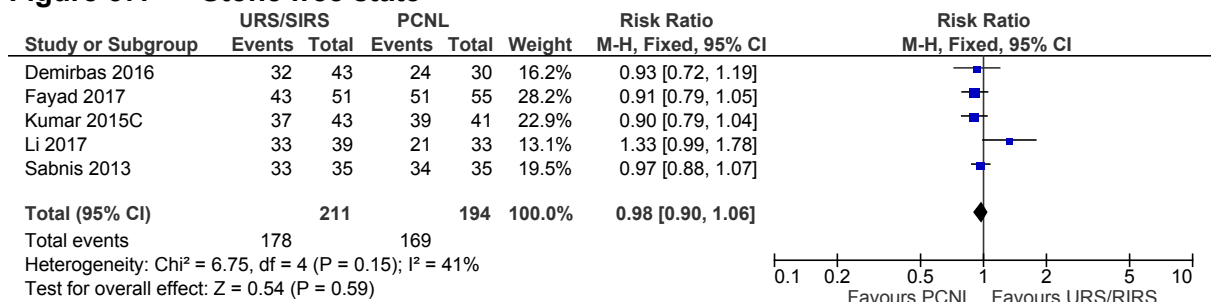 URS/SIRS PCNL Risk Ratio Risk Ratio
Study or Subgroup Events Total Events Total Weight M-H, Fixed, 95% CI M-H, Fixed, 95% CI
Demirbas 2016 32 43 24 30 16.2% 0.93 [0.72, 1.19]
Fayad 2017 43 51 51 55 28.2% 0.91 [0.79, 1.05]
Kumar 2015C 37 43 39 41 22.9% 0.90 [0.79, 1.04]
Li 2017 33 39 21 33 13.1% 1.33 [0.99, 1.78]
Sabnis 2013 33 35 34 35 19.5% 0.97 [0.88, 1.07]
Total (95% CI) 211 194 100.0% 0.98 [0.90, 1.06]
Total events 178 169
Heterogeneity: Chi² = 6.75, df = 4 (P = 0.15); I² = 41%
Test for overall effect: Z = 0.54 (P = 0.59)
0.1 0.2 0.5 1 2 5 10
Favours PCNL Favours URS/RIRS